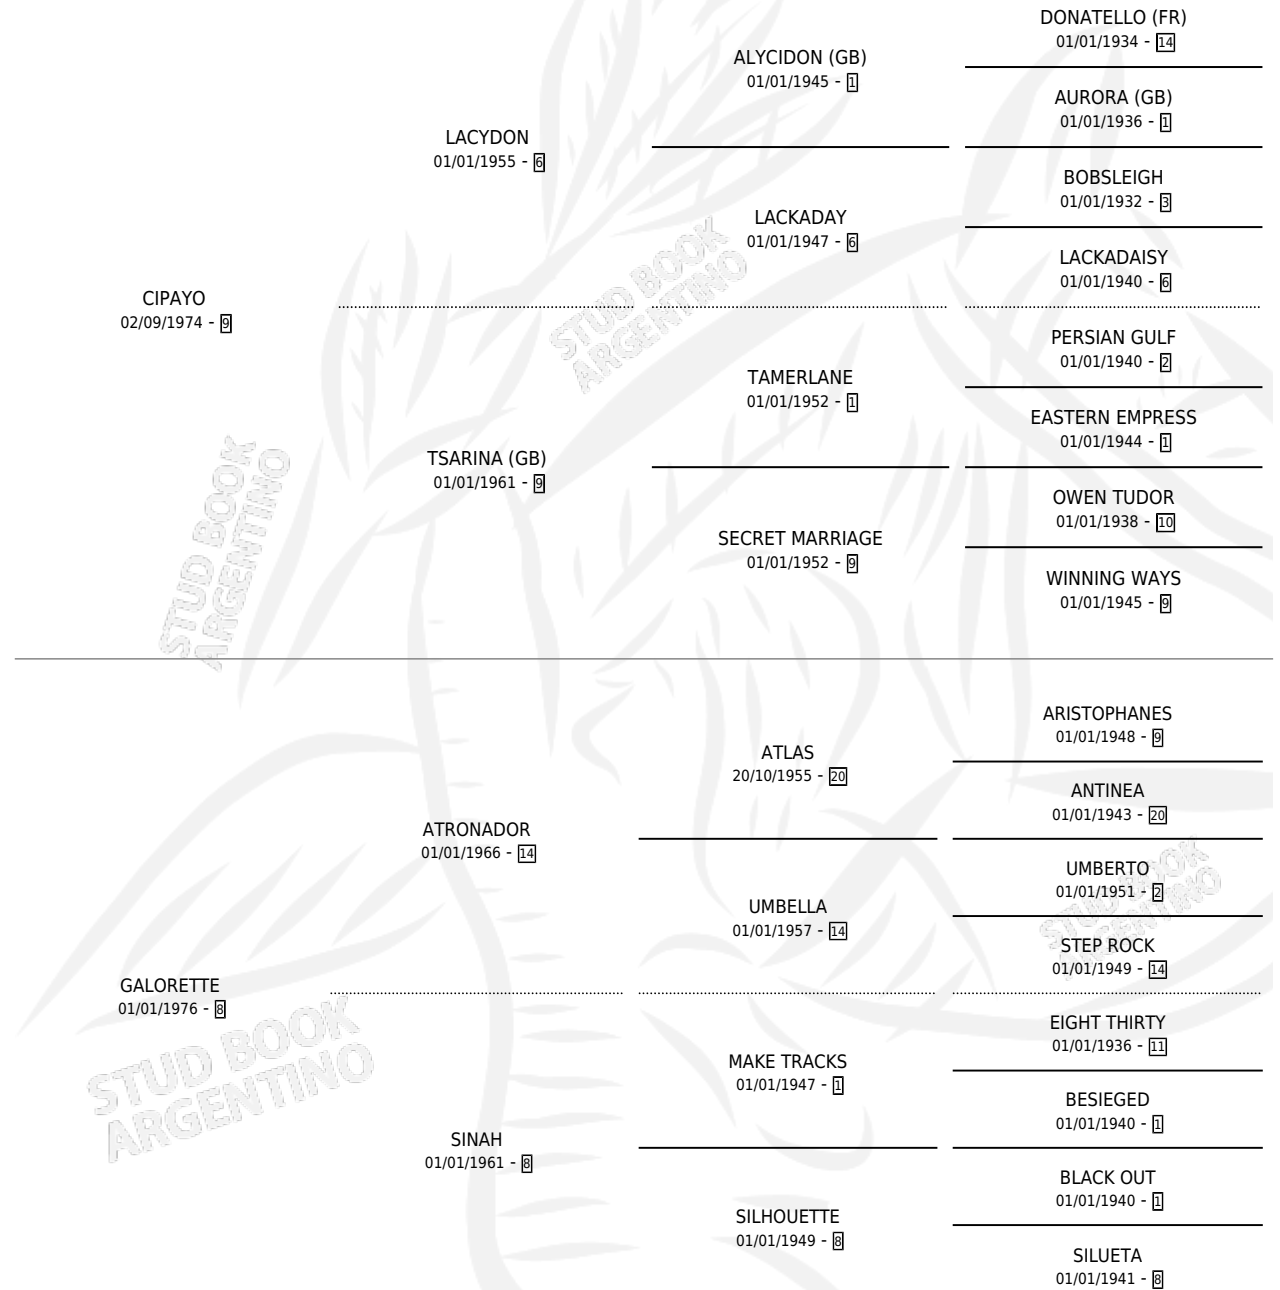 DONATELLO (FR)
01/01/1934 - 14
ALYCIDON (GB)
01/01/1945 - 1
AURORA (GB)
01/01/1936 - 1
LACYDON
01/01/1955 - 6
BOBSLEIGH
01/01/1932 - 3
LACKADAY
01/01/1947 - 6
LACKADAISY
01/01/1940 - 6
CIPAYO
02/09/1974 - 9
STUD BOOK
ARGENTINO
PERSIAN GULF
01/01/1940 - 2
TAMERLANE
01/01/1952 - 1
EASTERN EMPRESS
01/01/1944 - 1
TSARINA (GB)
01/01/1961 - 9
OWEN TUDOR
01/01/1938 - 10
SECRET MARRIAGE
01/01/1952 - 9
WINNING WAYS
01/01/1945 - 9
STUD BOOK
ARGENTINO
ARISTOPHANES
01/01/1948 - 9
ATLAS
20/10/1955 - 20
ANTINEA
01/01/1943 - 20
ATRONADOR
01/01/1966 - 14
UMBERTO
01/01/1951 - 2
UMBELLA
01/01/1957 - 14
STUD BOOK
ARGENTINO
STEP ROCK
01/01/1949 - 14
GALORETTE
01/01/1976 - 8
STUD BOOK
ARGENTINO
EIGHT THIRTY
01/01/1936 - 11
MAKE TRACKS
01/01/1947 - 1
BESIEGED
01/01/1940 - 1
SINAH
01/01/1961 - 8
BLACK OUT
01/01/1940 - 1
SILHOUETTE
01/01/1949 - 8
SILUETA
01/01/1941 - 8